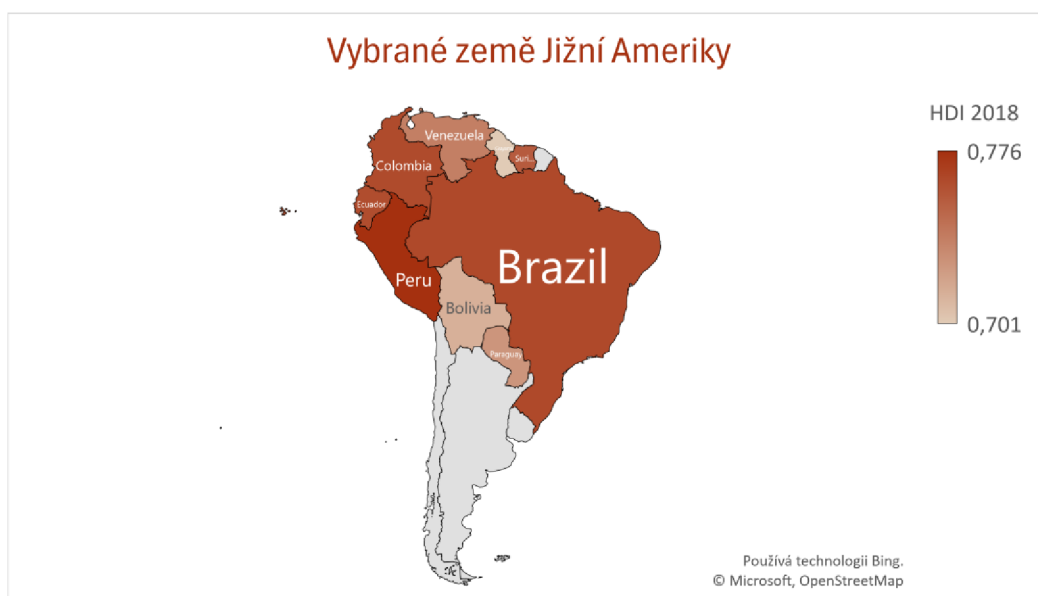 Vybrané země Jižní Ameriky
HDI 2018
0,776
0,701
Venezuela
Suri...
Colombia
Ecuador
Brazil
Peru
Bolivia
Paraguay
Používá technologii Bing.
© Microsoft, OpenStreetMap